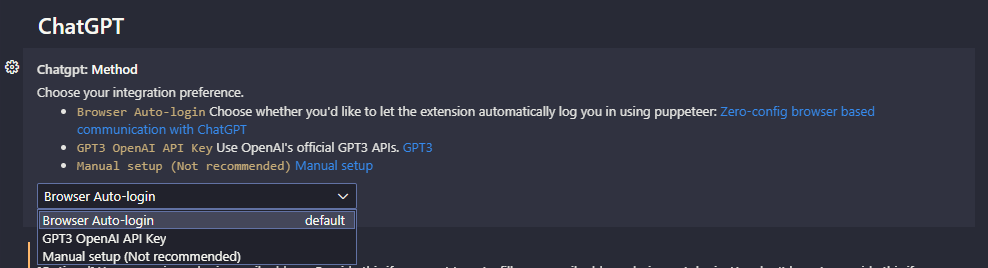 ChatGPT
Chatgpt: Method
Choose your integration preference.
• Browser Auto-login Choose whether you'd like to let the extension automatically log you in using puppeteer: Zero-config browser based
communication with ChatGPT
• GPT3 OpenAI API Key Use OpenAI's official GPT3 APIs. GPT3
• Manual setup (Not recommended) Manual setup
Browser Auto-login
Browser Auto-login default
GPT3 OpenAI API Key
Manual setup (Not recommended)